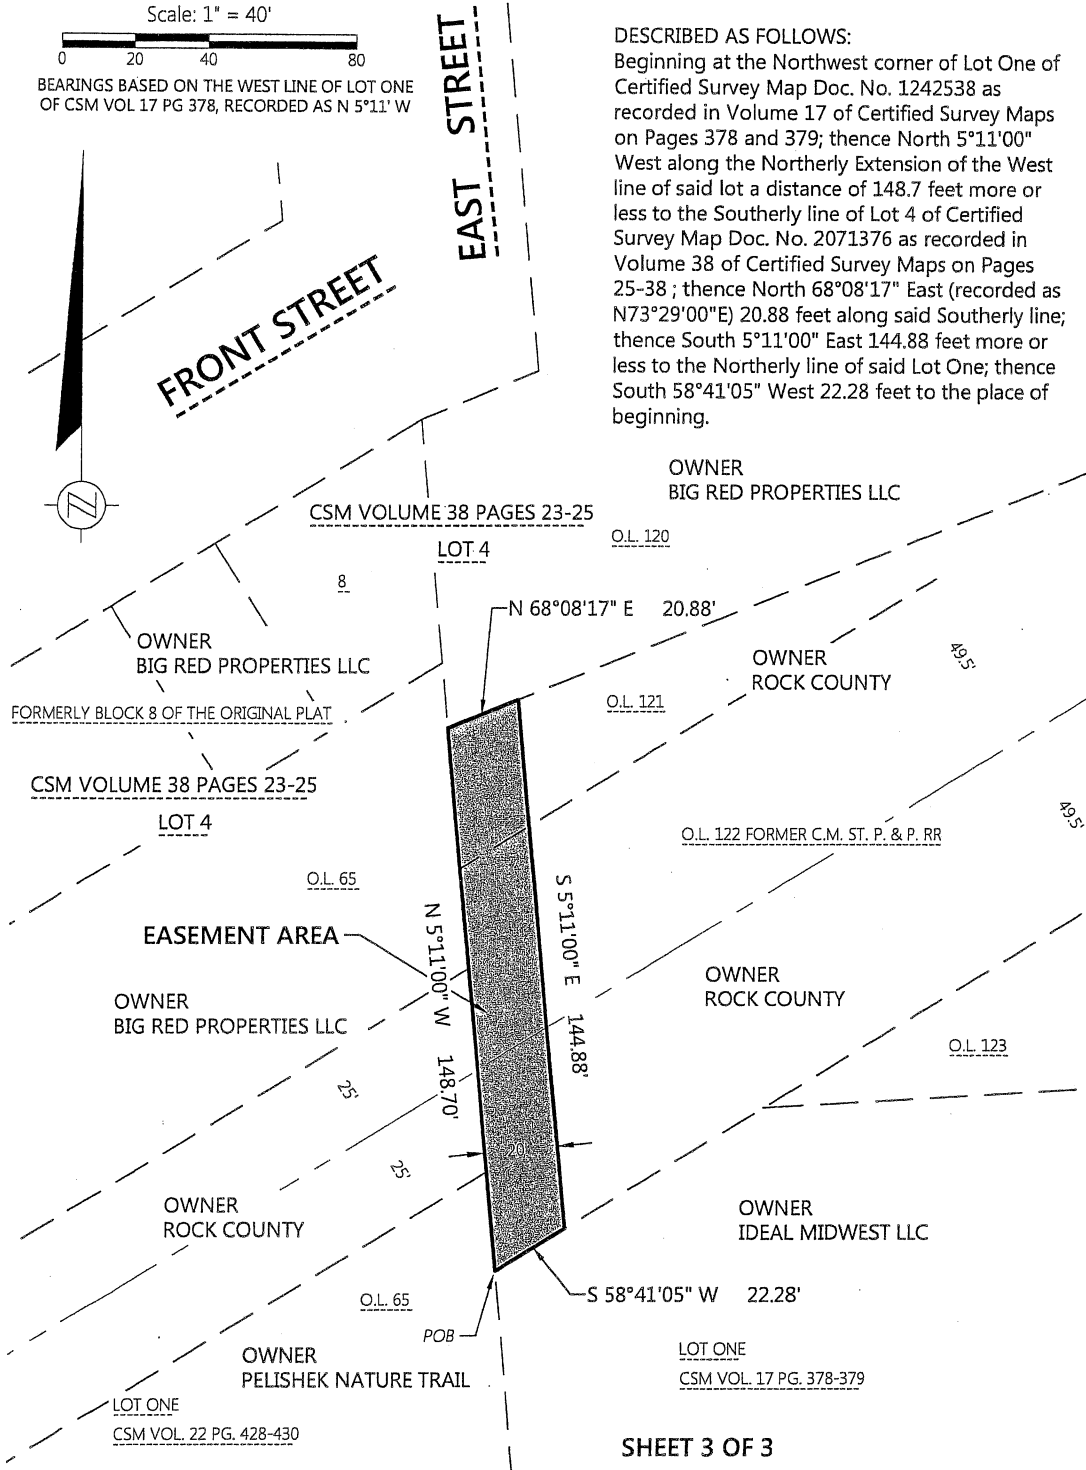 Scale: 1" = 40'
0 20 40 80
BEARINGS BASED ON THE WEST LINE OF LOT ONE
OF CSM VOL 17 PG 378, RECORDED AS N 5°11' W
N
EAST STREET
FRONT STREET
DESCRIBED AS FOLLOWS:
Beginning at the Northwest corner of Lot One of
Certified Survey Map Doc. No. 1242538 as
recorded in Volume 17 of Certified Survey Maps
on Pages 378 and 379; thence North 5°11'00"
West along the Northerly Extension of the West
line of said lot a distance of 148.7 feet more or
less to the Southerly line of Lot 4 of Certified
Survey Map Doc. No. 2071376 as recorded in
Volume 38 of Certified Survey Maps on Pages
25-38 ; thence North 68°08'17" East (recorded as
N73°29'00"E) 20.88 feet along said Southerly line;
thence South 5°11'00" East 144.88 feet more or
less to the Northerly line of said Lot One; thence
South 58°41'05" West 22.28 feet to the place of
beginning.
OWNER
BIG RED PROPERTIES LLC
CSM VOLUME 38 PAGES 23-25
LOT 4
O.L. 120
8
N 68°08'17" E 20.88'
OWNER
BIG RED PROPERTIES LLC
OWNER
ROCK COUNTY
49.5'
O.L. 121
FORMERLY BLOCK 8 OF THE ORIGINAL PLAT
CSM VOLUME 38 PAGES 23-25
LOT 4
O.L. 122 FORMER C.M. ST. P. & P. RR
49.5'
O.L. 65
EASEMENT AREA
N 5°11'00" W 148.70'
S 5°11'00" E 144.88'
OWNER
BIG RED PROPERTIES LLC
OWNER
ROCK COUNTY
O.L. 123
25'
20'
25'
OWNER
ROCK COUNTY
OWNER
IDEAL MIDWEST LLC
S 58°41'05" W 22.28'
O.L. 65
POB
OWNER
PELISHEK NATURE TRAIL
LOT ONE
CSM VOL. 17 PG. 378-379
LOT ONE
CSM VOL. 22 PG. 428-430
SHEET 3 OF 3